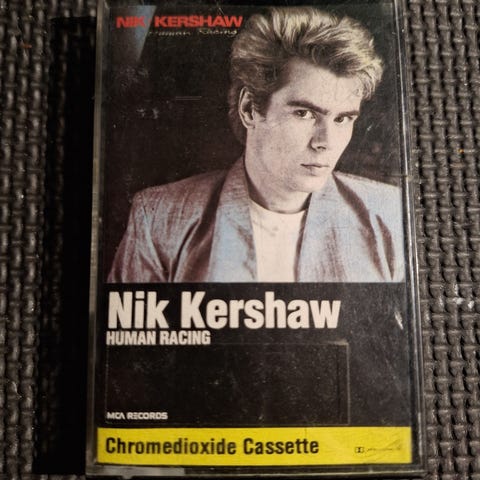 NIK KERSHAW
Human Racing
Nik Kershaw
HUMAN RACING
MCA RECORDS
Chromedioxide Cassette